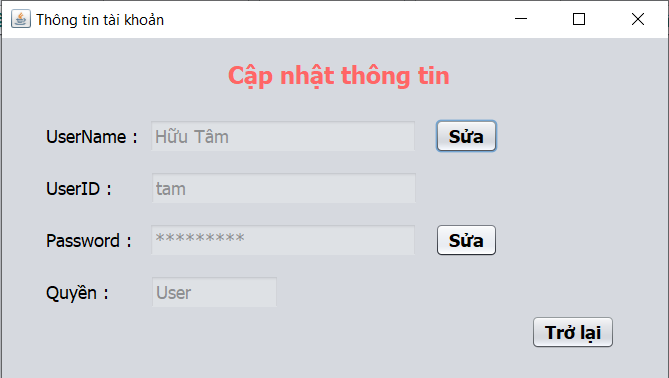 Thông tin tài khoản
Cập nhật thông tin
UserName : Hữu Tâm Sửa
UserID : tam
Password : ********* Sửa
Quyền : User
Trở lại